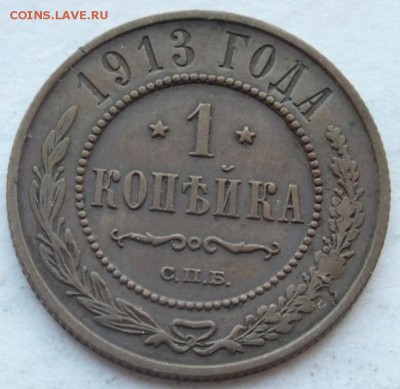 COINS.LAVE.RU
1913 ГОДА
1
КОПѢЙКА
С.П.Б.